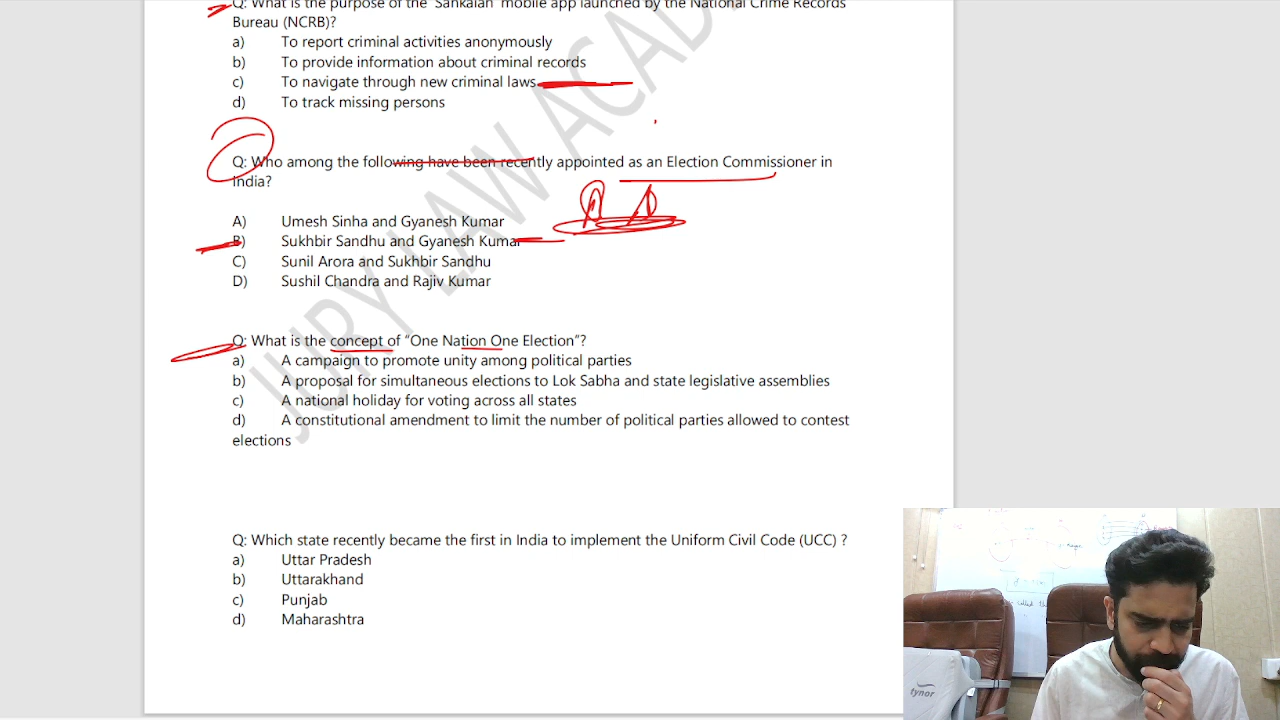 Q: What is the purpose of the 'Sankalan' mobile app launched by the National Crime Records
Bureau (NCRB)?
a) To report criminal activities anonymously
b) To provide information about criminal records
c) To navigate through new criminal laws
d) To track missing persons
Q: Who among the following have been recently appointed as an Election Commissioner in
India?
A) Umesh Sinha and Gyanesh Kumar
B) Sukhbir Sandhu and Gyanesh Kumar
C) Sunil Arora and Sukhbir Sandhu
D) Sushil Chandra and Rajiv Kumar
Q: What is the concept of "One Nation One Election"?
a) A campaign to promote unity among political parties
b) A proposal for simultaneous elections to Lok Sabha and state legislative assemblies
c) A national holiday for voting across all states
d) A constitutional amendment to limit the number of political parties allowed to contest
elections
Q: Which state recently became the first in India to implement the Uniform Civil Code (UCC) ?
a) Uttar Pradesh
b) Uttarakhand
c) Punjab
d) Maharashtra
JURY LAW ACAD
tynor